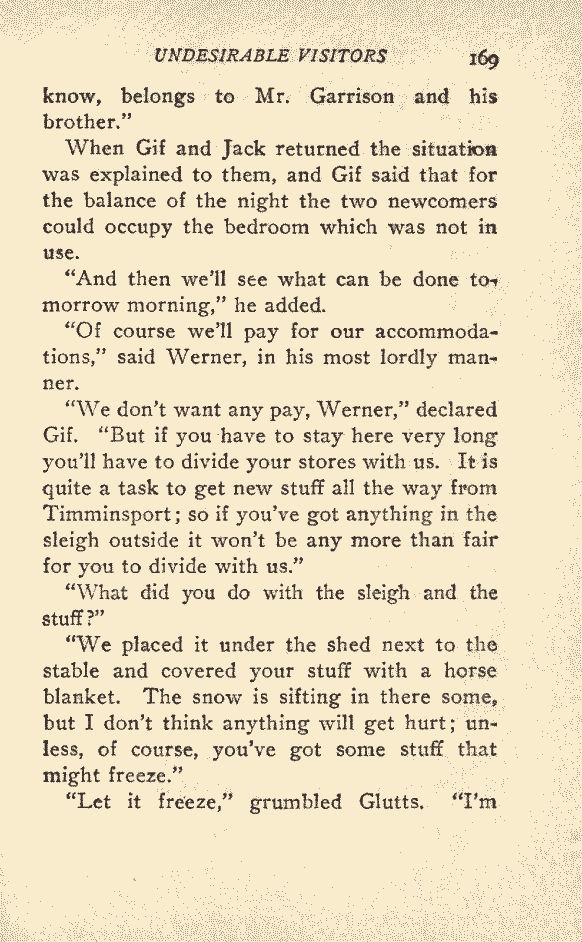 UNDESIRABLE VISITORS 169
know, belongs to Mr. Garrison and his
brother.”
When Gif and Jack returned the situation
was explained to them, and Gif said that for
the balance of the night the two newcomers
could occupy the bedroom which was not in
use.
“And then we’ll see what can be done to-
morrow morning,” he added.
“Of course we’ll pay for our accommoda-
tions,” said Werner, in his most lordly man-
ner.
“We don’t want any pay, Werner,” declared
Gif. “But if you have to stay here very long
you’ll have to divide your stores with us. It is
quite a task to get new stuff all the way from
Timminsport; so if you’ve got anything in the
sleigh outside it won’t be any more than fair
for you to divide with us.”
“What did you do with the sleigh and the
stuff?”
“We placed it under the shed next to the
stable and covered your stuff with a horse
blanket. The snow is sifting in there some,
but I don’t think anything will get hurt; un-
less, of course, you’ve got some stuff that
might freeze.”
“Let it freeze,” grumbled Glutts. “I’m